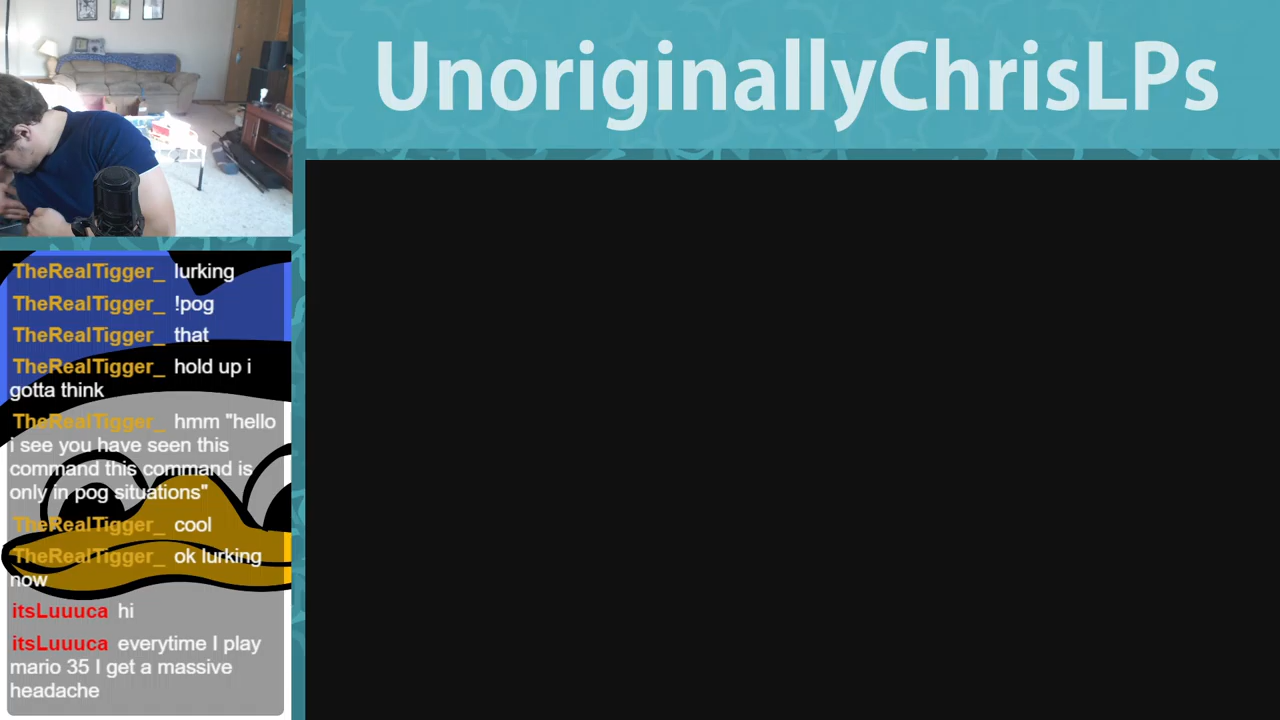 UnoriginallyChrisLPs
TheRealTigger_ lurking
TheRealTigger_ !pog
TheRealTigger_ that
TheRealTigger_ hold up i
gotta think
TheRealTigger_ hmm "hello
i see you have seen this
command this command is
only in pog situations"
TheRealTigger_ cool
TheRealTigger_ ok lurking
now
itsLuuuca hi
itsLuuuca everytime I play
mario 35 I get a massive
headache